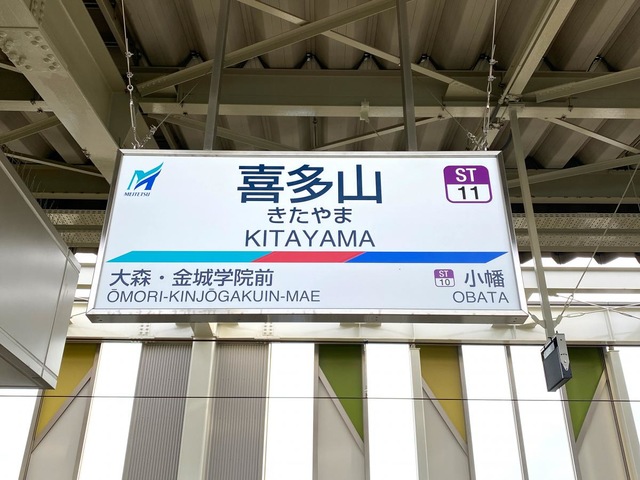 MEITETSU
喜多山
ST
11
きたやま
KITAYAMA
大森・金城学院前
ŌMORI-KINJŌGAKUIN-MAE
ST
10
小幡
OBATA